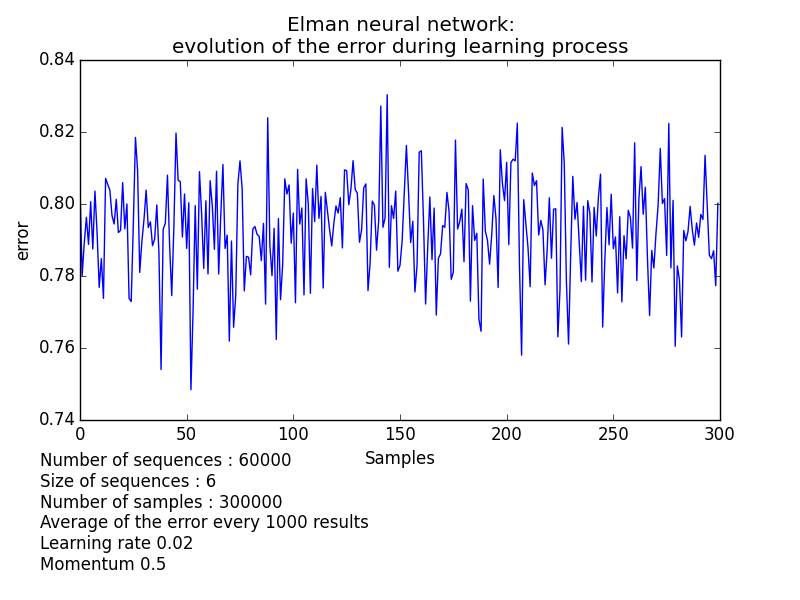 Elman neural network:
evolution of the error during learning process
0.84
0.82
0.80
0.78
0.76
0.74
error
0 50 100 150 200 250 300
Samples
Number of sequences : 60000
Size of sequences : 6
Number of samples : 300000
Average of the error every 1000 results
Learning rate 0.02
Momentum 0.5